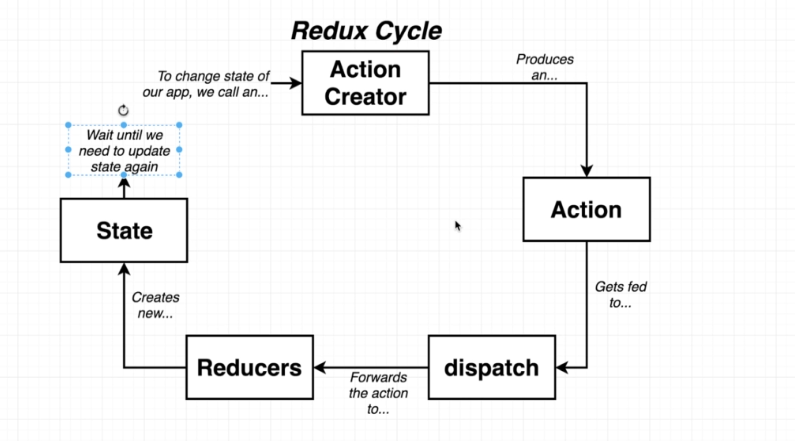 Redux Cycle
To change state of
our app, we call an...
Action
Creator
Produces
an...
Action
Gets fed
to...
dispatch
Forwards
the action
to...
Reducers
Creates
new...
State
Wait until we
need to update
state again